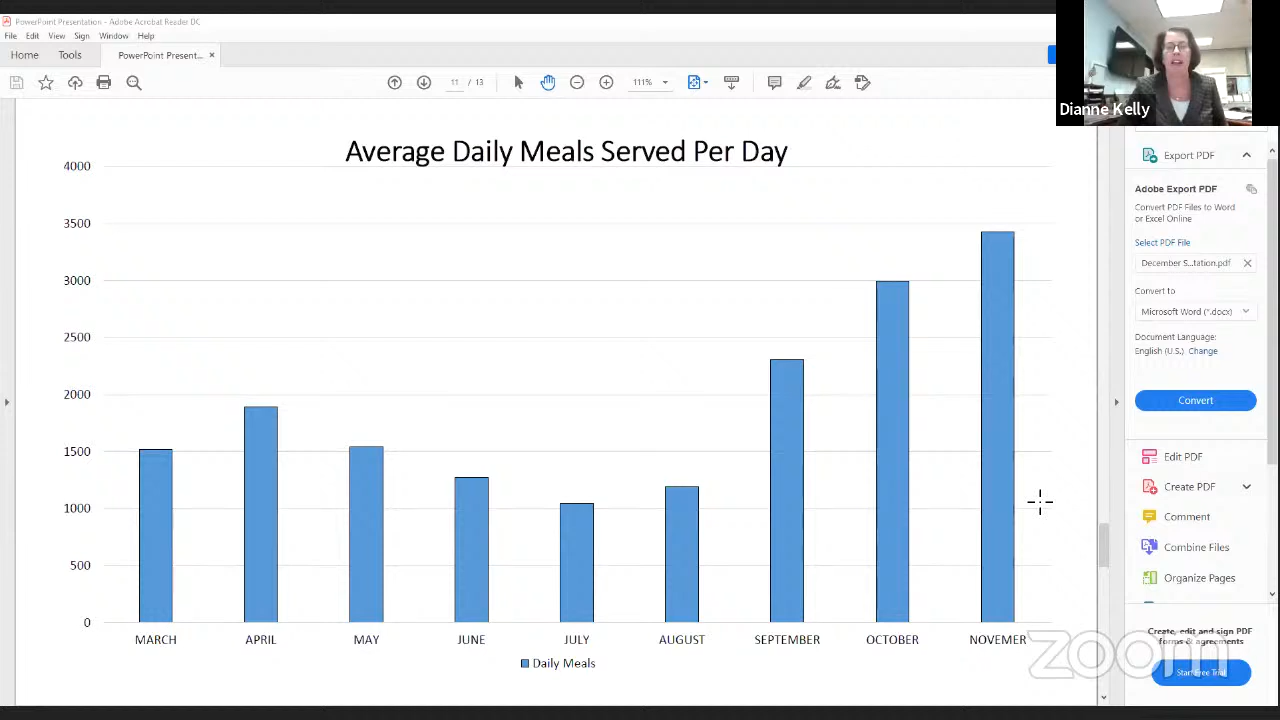 PowerPoint Presentation - Adobe Acrobat Reader DC
File Edit View Sign Window Help
Home Tools PowerPoint Present... ×
11 / 13 111%
Dianne Kelly
Average Daily Meals Served Per Day
4000
3500
3000
2500
2000
1500
1000
500
0
MARCH APRIL MAY JUNE JULY AUGUST SEPTEMBER OCTOBER NOVEMER
Daily Meals
Export PDF
Adobe Export PDF
Convert PDF Files to Word
or Excel Online
Select PDF File
December S...tation.pdf
Convert to
Microsoft Word (*.docx)
Document Language:
English (U.S.) Change
Convert
Edit PDF
Create PDF
Comment
Combine Files
Organize Pages
Create, edit and sign PDF
forms & agreements
Start Free Trial
zoom